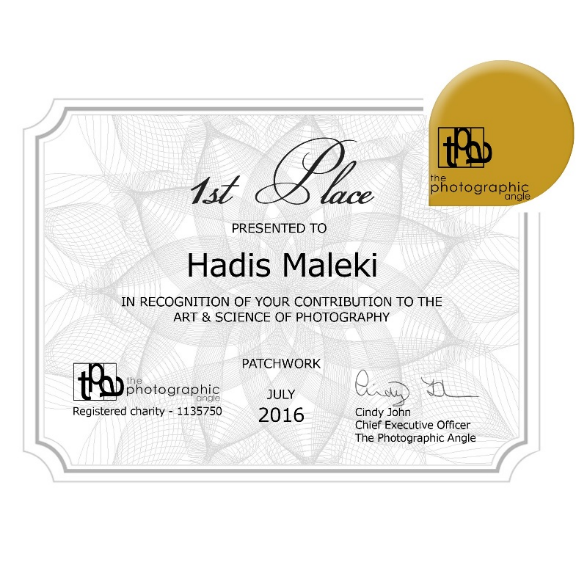 1st Place
PRESENTED TO
Hadis Maleki
IN RECOGNITION OF YOUR CONTRIBUTION TO THE
ART & SCIENCE OF PHOTOGRAPHY
PATCHWORK
JULY
2016
tpa
the
photographic
angle
Registered charity - 1135750
Cindy John
Chief Executive Officer
The Photographic Angle
tpa
the
photographic
angle